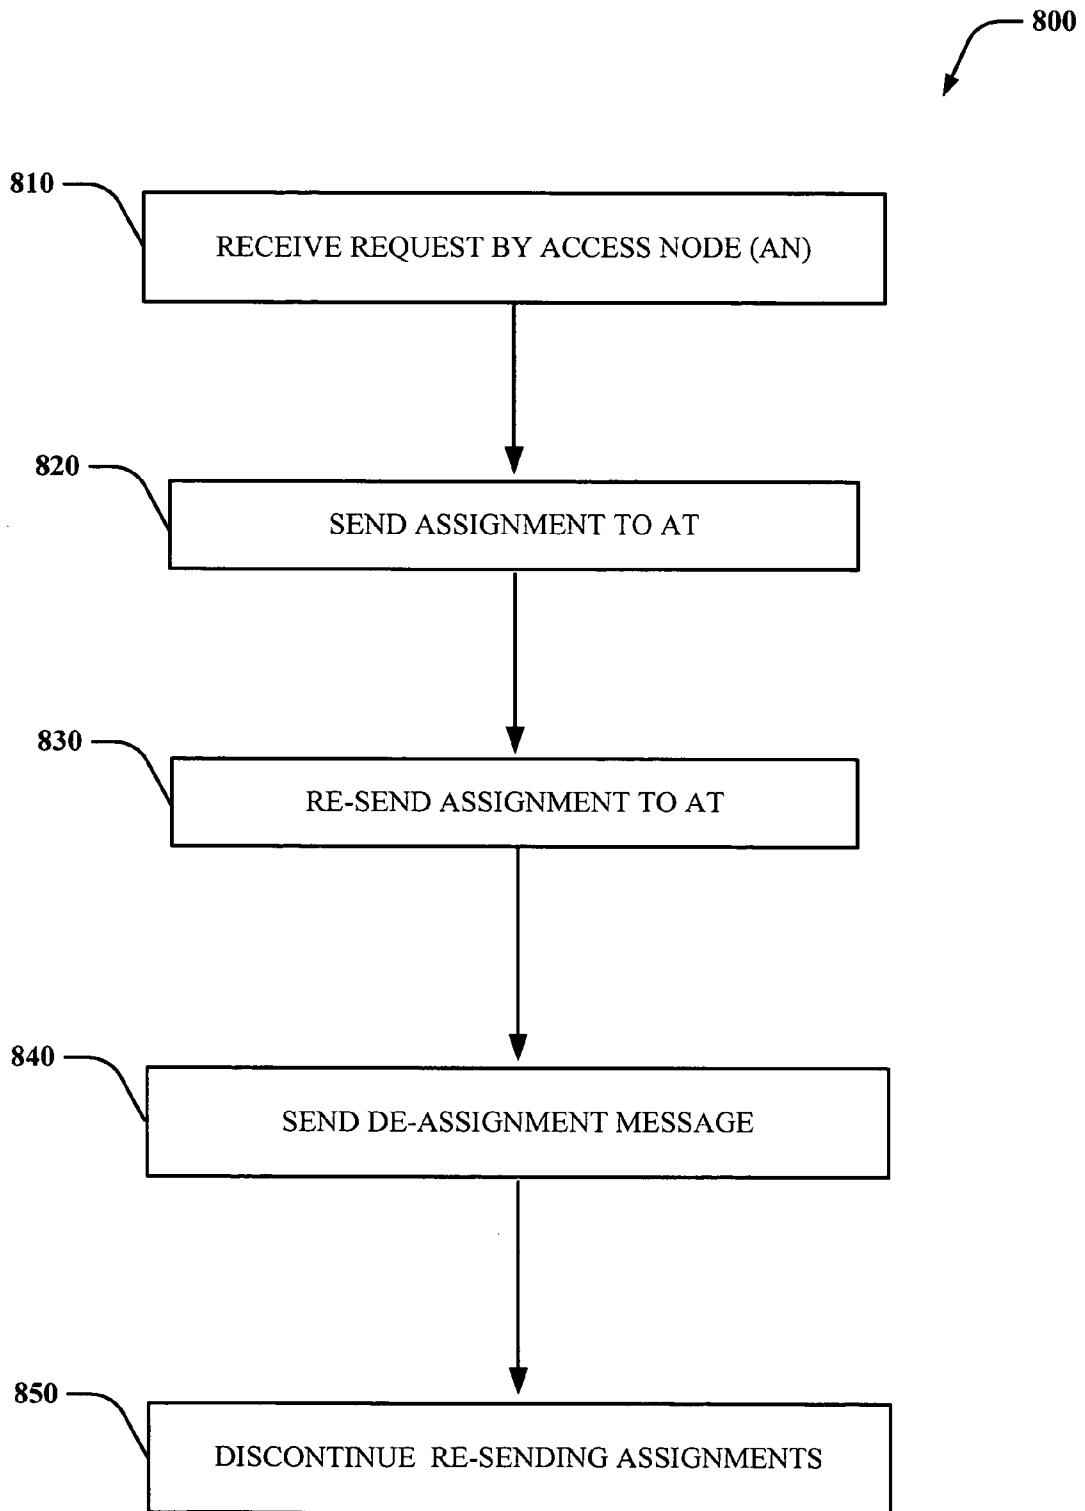 800
810
RECEIVE REQUEST BY ACCESS NODE (AN)
820
SEND ASSIGNMENT TO AT
830
RE-SEND ASSIGNMENT TO AT
840
SEND DE-ASSIGNMENT MESSAGE
850
DISCONTINUE RE-SENDING ASSIGNMENTS